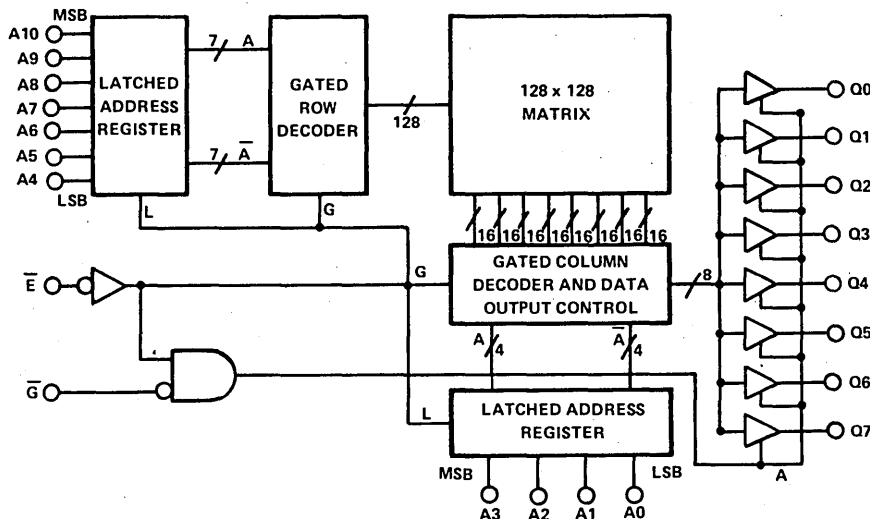 MSB
A10
A9
A8
A7
A6
A5
A4
LSB
LATCHED
ADDRESS
REGISTER
7 A
7 A̅
L
GATED
ROW
DECODER
G
128
128 x 128
MATRIX
16 16 16 16 16 16 16 16
G
GATED COLUMN
DECODER AND DATA
OUTPUT CONTROL
8
A 4
A̅ 4
E̅
G̅
L
LATCHED ADDRESS
REGISTER
MSB
LSB
A3 A2 A1 A0
A
Q0
Q1
Q2
Q3
Q4
Q5
Q6
Q7